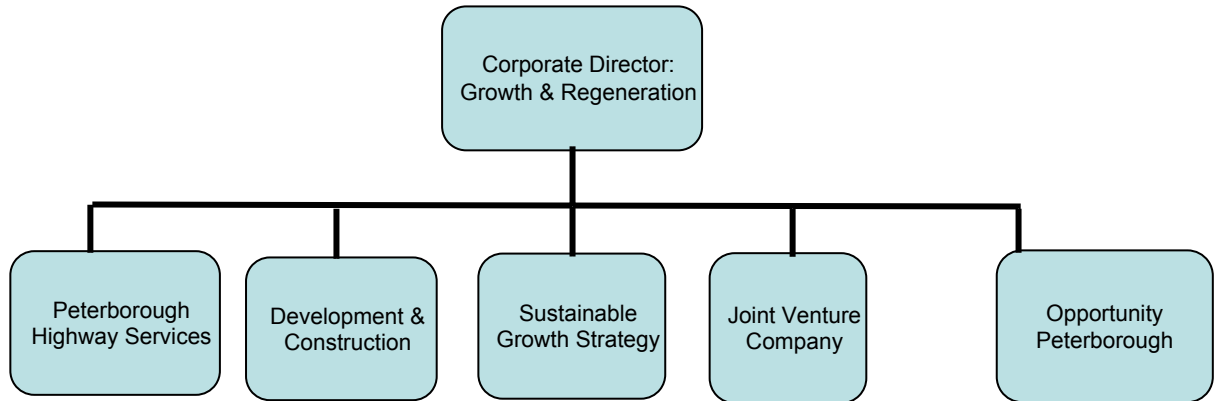 Corporate Director:
Growth & Regeneration
Peterborough
Highway Services
Development &
Construction
Sustainable
Growth Strategy
Joint Venture
Company
Opportunity
Peterborough